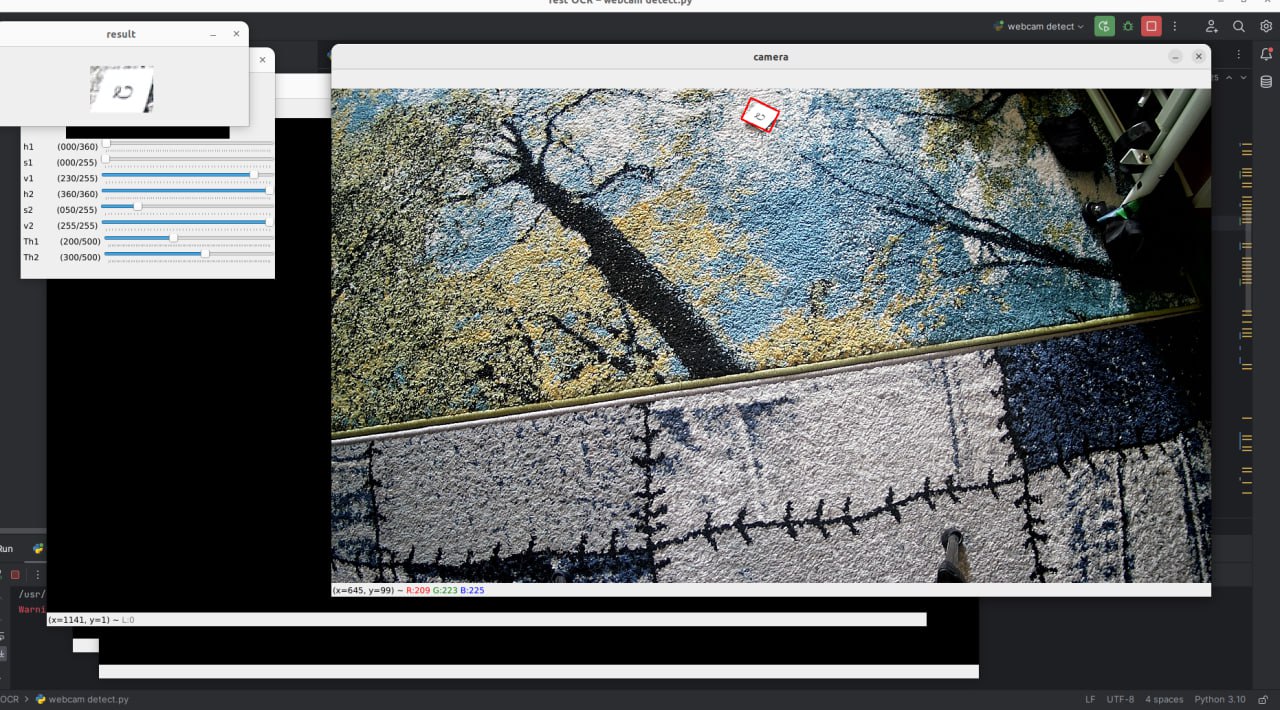 Test OCR – webcam detect.py
result
camera
webcam detect
h1 (000/360)
s1 (000/255)
v1 (230/255)
h2 (360/360)
s2 (050/255)
v2 (255/255)
Th1 (200/500)
Th2 (300/500)
Run
/usr/
Warni
(x=645, y=99) ~ R:209 G:223 B:225
(x=1141, y=1) ~ L:0
OCR > webcam detect.py
LF UTF-8 4 spaces Python 3.10